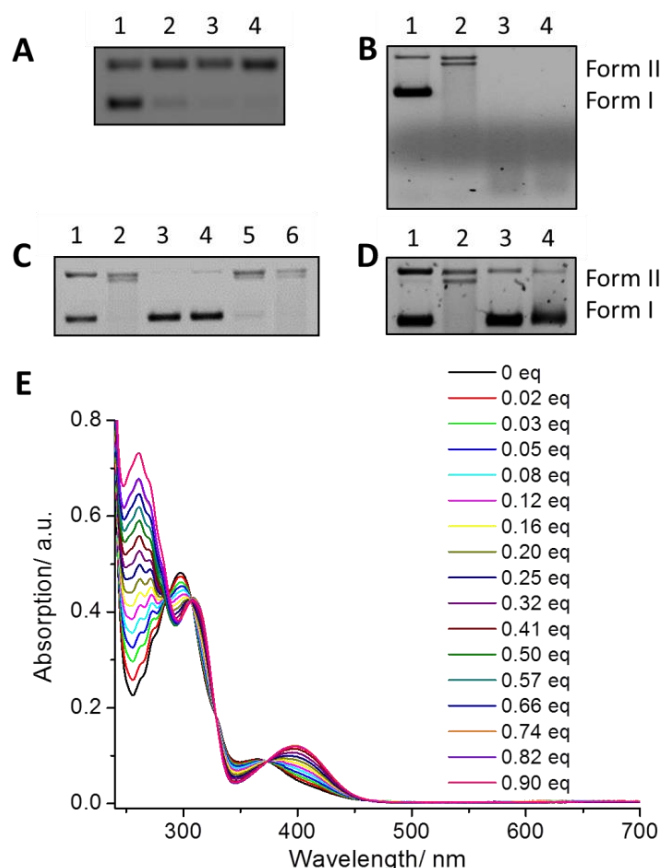 A
1 2 3 4
B
1 2 3 4
Form II
Form I
C
1 2 3 4 5 6
D
1 2 3 4
Form II
Form I
E
0 eq
0.02 eq
0.03 eq
0.05 eq
0.08 eq
0.12 eq
0.16 eq
0.20 eq
0.25 eq
0.32 eq
0.41 eq
0.50 eq
0.57 eq
0.66 eq
0.74 eq
0.82 eq
0.90 eq
Absorption/ a.u.
0.8
0.6
0.4
0.2
0.0
300 400 500 600 700
Wavelength/ nm